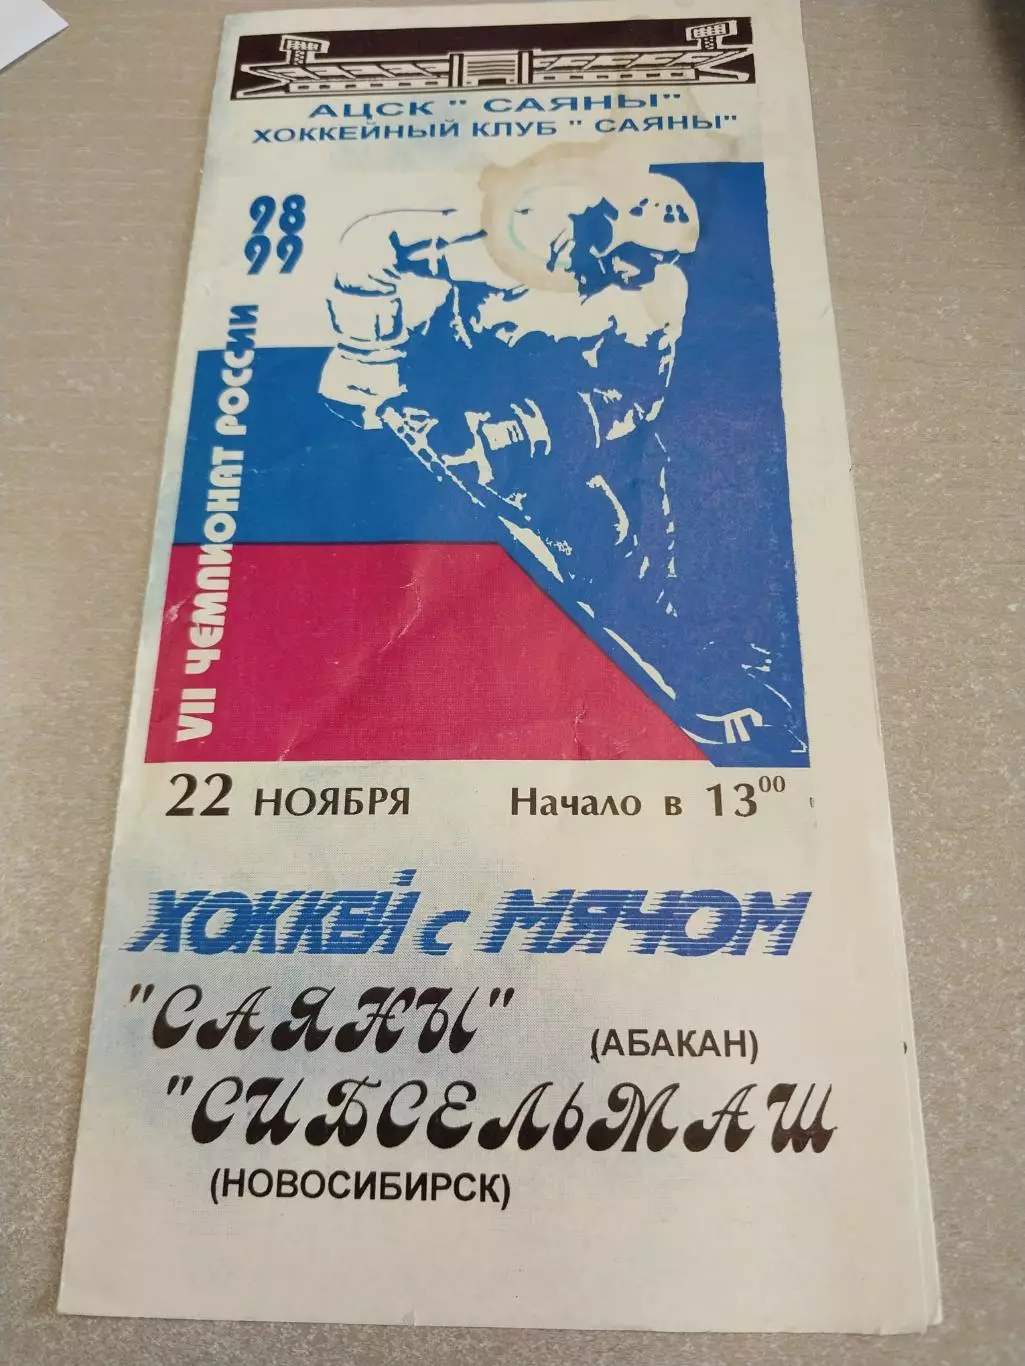 АЦСК " САЯНЫ"
ХОККЕЙНЫЙ КЛУБ " САЯНЫ"
98
99
VII ЧЕМПИОНАТ РОССИИ
22 НОЯБРЯ Начало в 13⁰⁰
ХОККЕЙ с МЯЧОМ
"САЯНЫ" (АБАКАН)
"СИБСЕЛЬМАШ
(НОВОСИБИРСК)